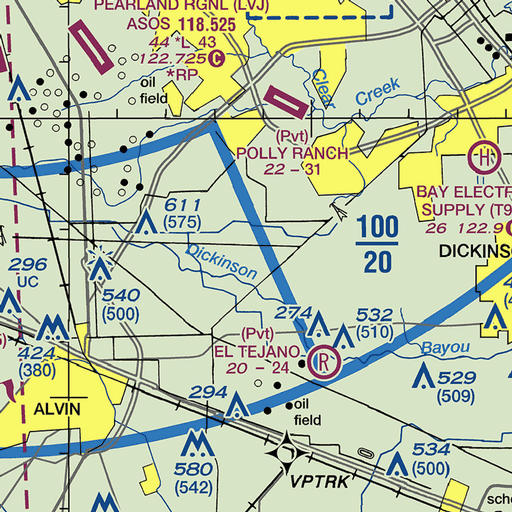 PEARLAND RGNL (LVJ)
ASOS 118.525
44 *L 43
122.725 C
*RP
oil
field
Clear
Creek
(Pvt)
POLLY RANCH
22 - 31
H
BAY ELECTR
SUPPLY (T9
26 122.9
DICKINS
611
(575)
100
20
Dickinson
296
UC
540
(500)
274
532
(510)
(Pvt)
EL TEJANO
20 - 24
R
Bayou
424
(380)
529
(509)
294
ALVIN
oil
field
580
(542)
534
(500)
VPTRK
scho